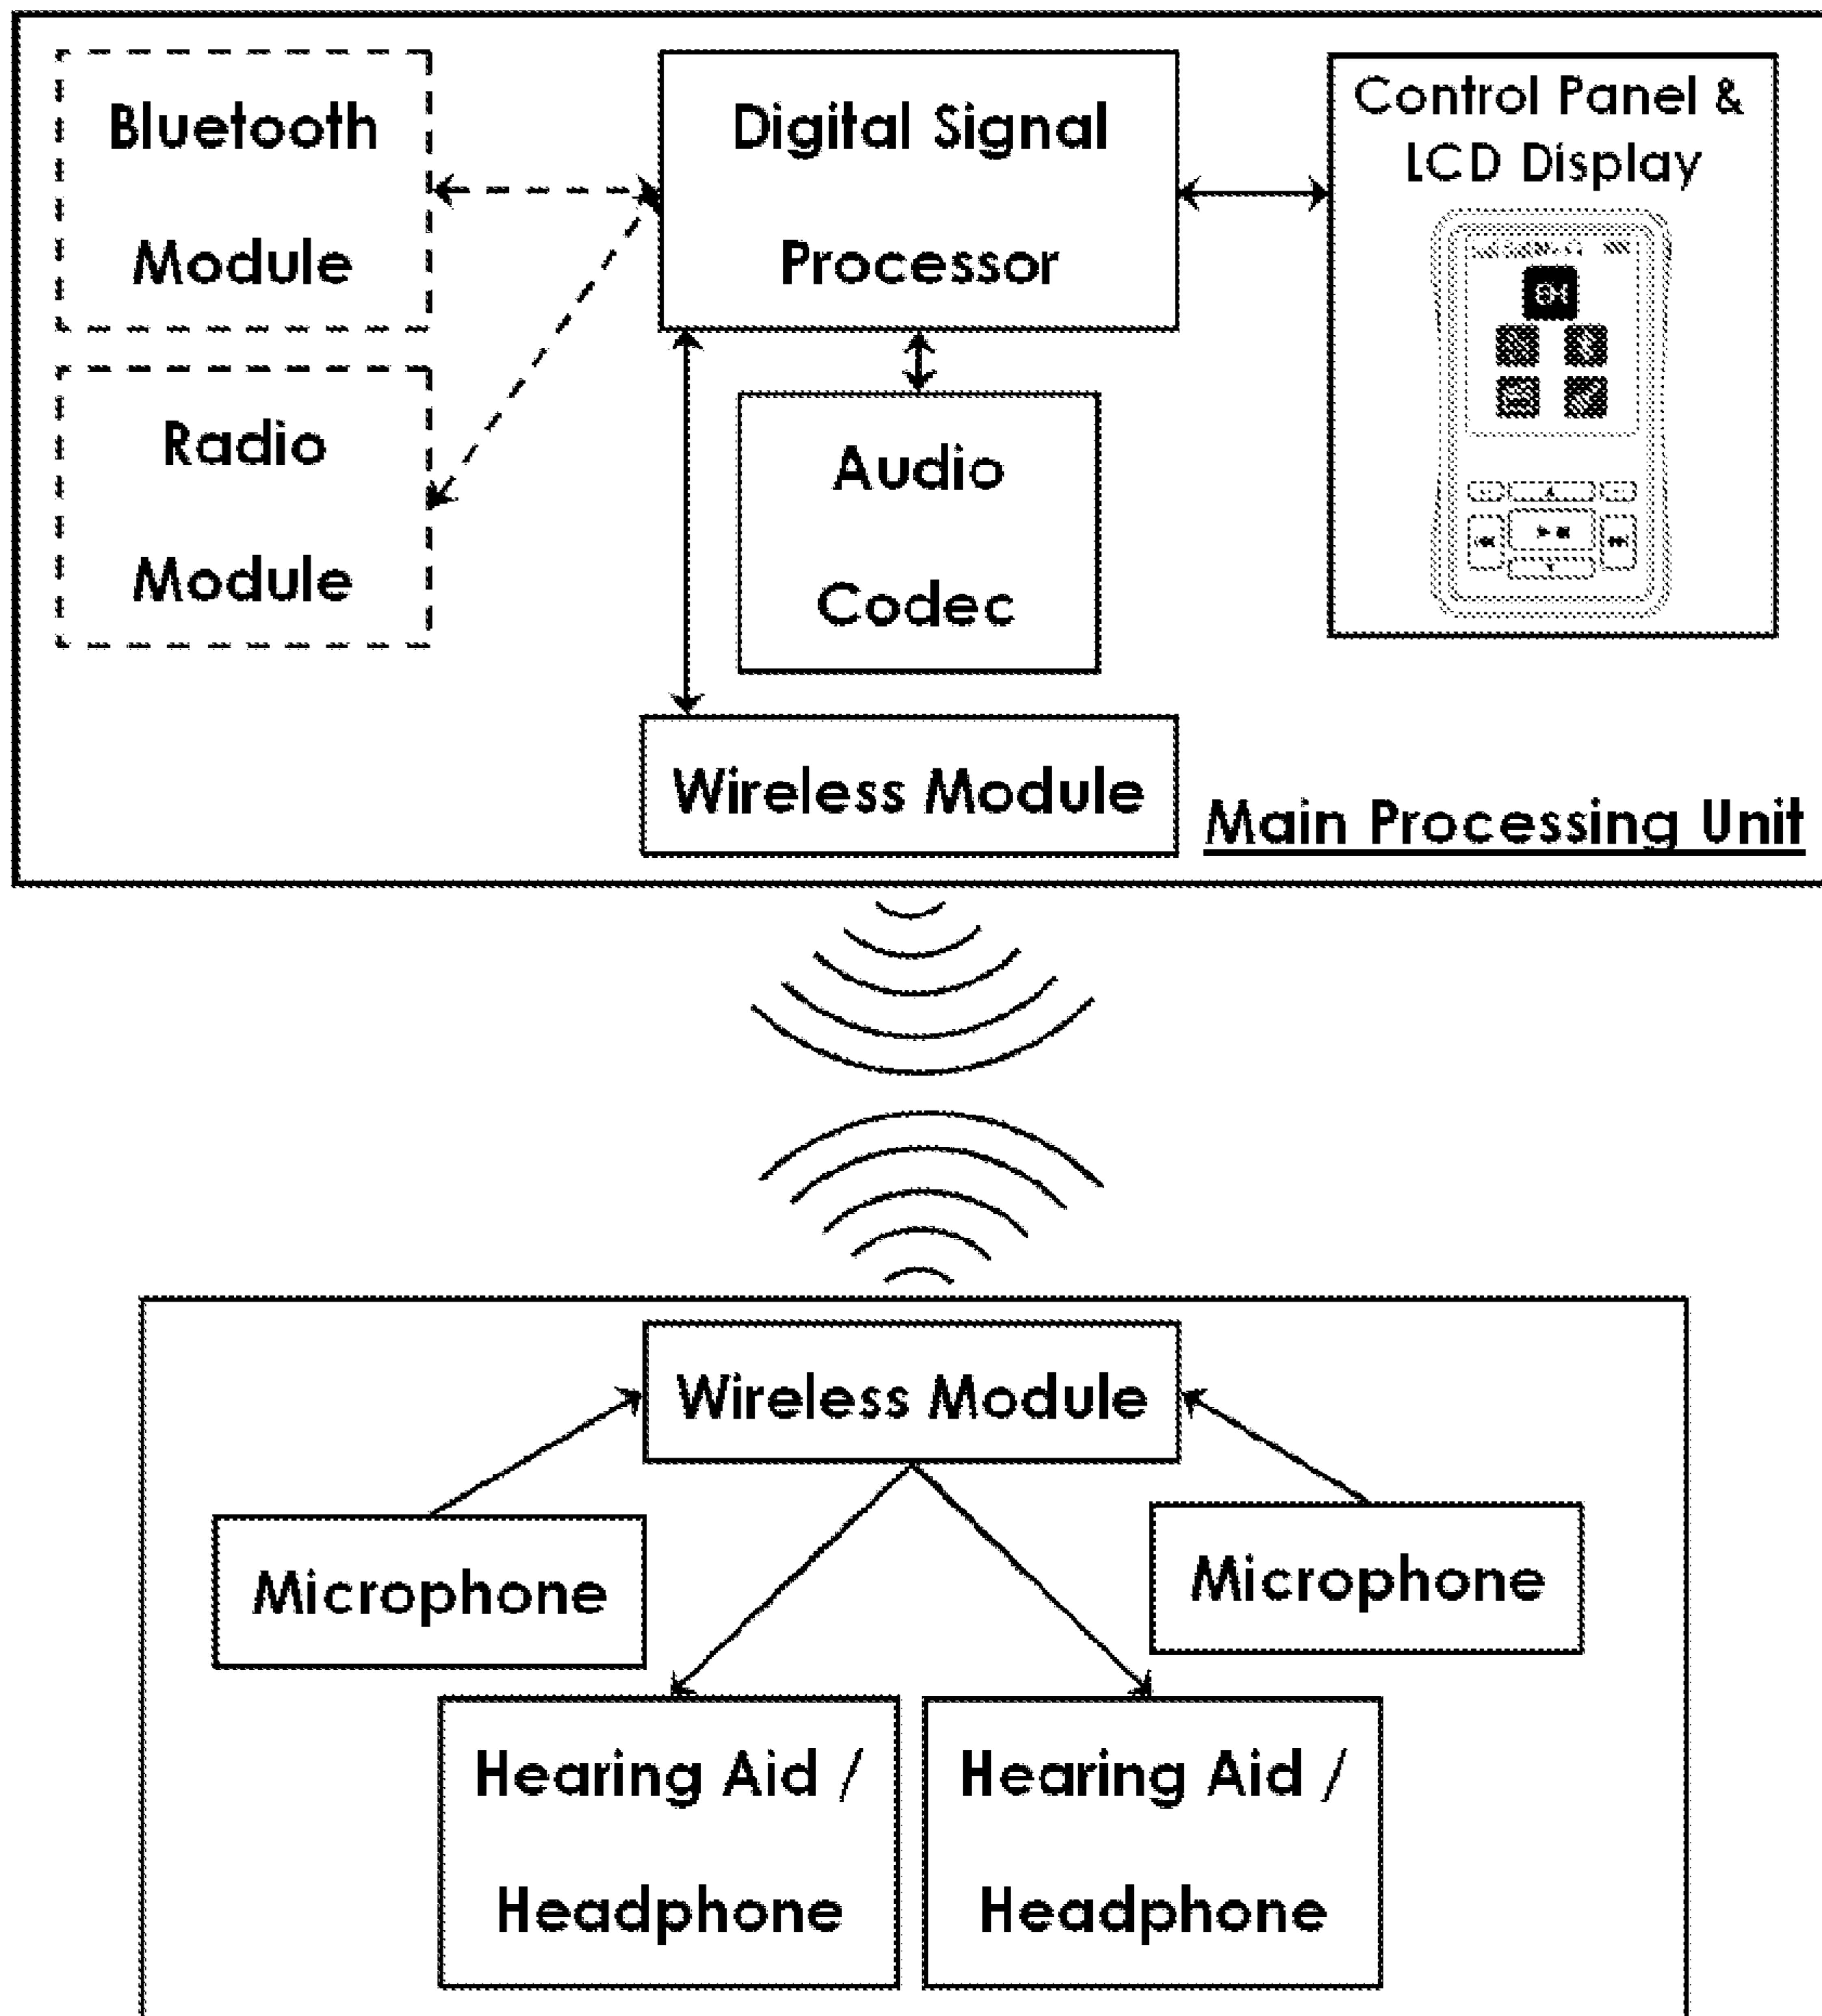 Bluetooth
Module
Digital Signal
Processor
Control Panel &
LCD Display
Radio
Module
Audio
Codec
Wireless Module
Main Processing Unit
Wireless Module
Microphone
Microphone
Hearing Aid /
Headphone
Hearing Aid /
Headphone